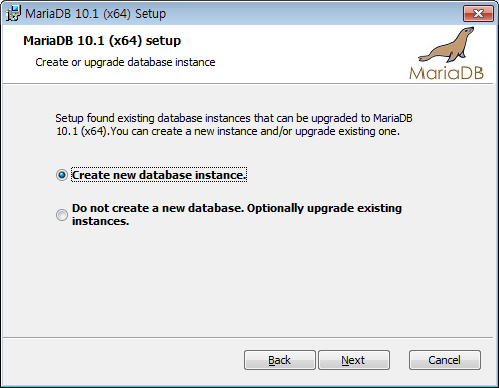 MariaDB 10.1 (x64) Setup
MariaDB 10.1 (x64) setup
Create or upgrade database instance
MariaDB
Setup found existing database instances that can be upgraded to MariaDB
10.1 (x64).You can create a new instance and/or upgrade existing one.
Create new database instance.
Do not create a new database. Optionally upgrade existing
instances.
Back
Next
Cancel